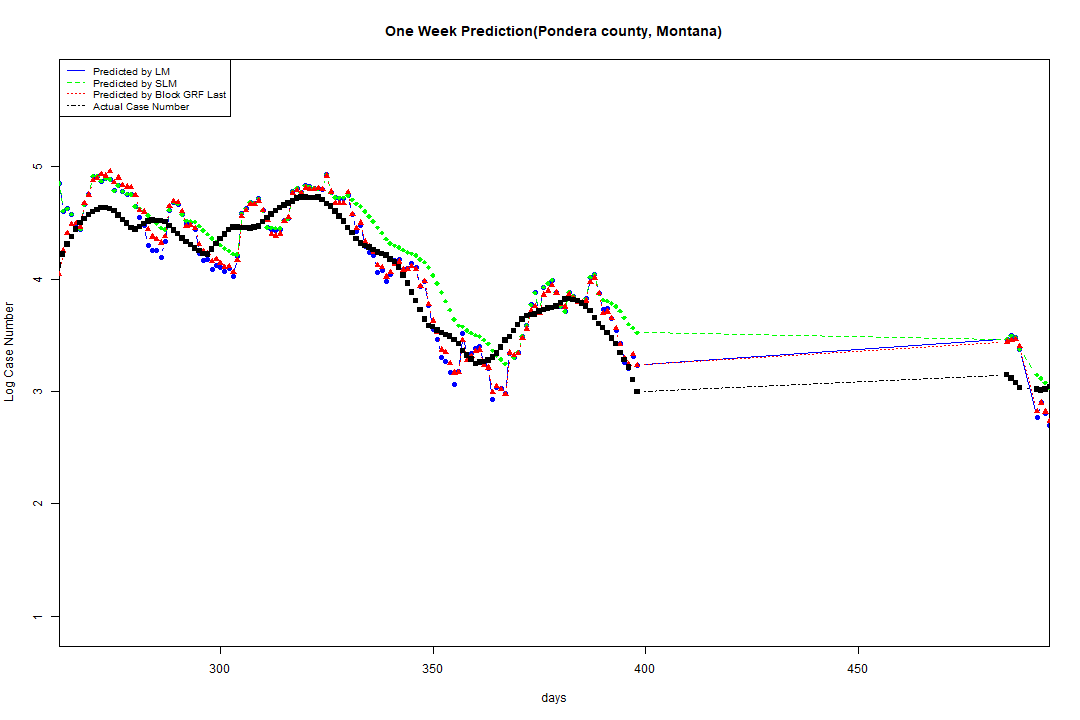 One Week Prediction(Pondera county, Montana)
Predicted by LM
Predicted by SLM
Predicted by Block GRF Last
Actual Case Number
5
4
3
2
1
Log Case Number
300
350
400
450
days